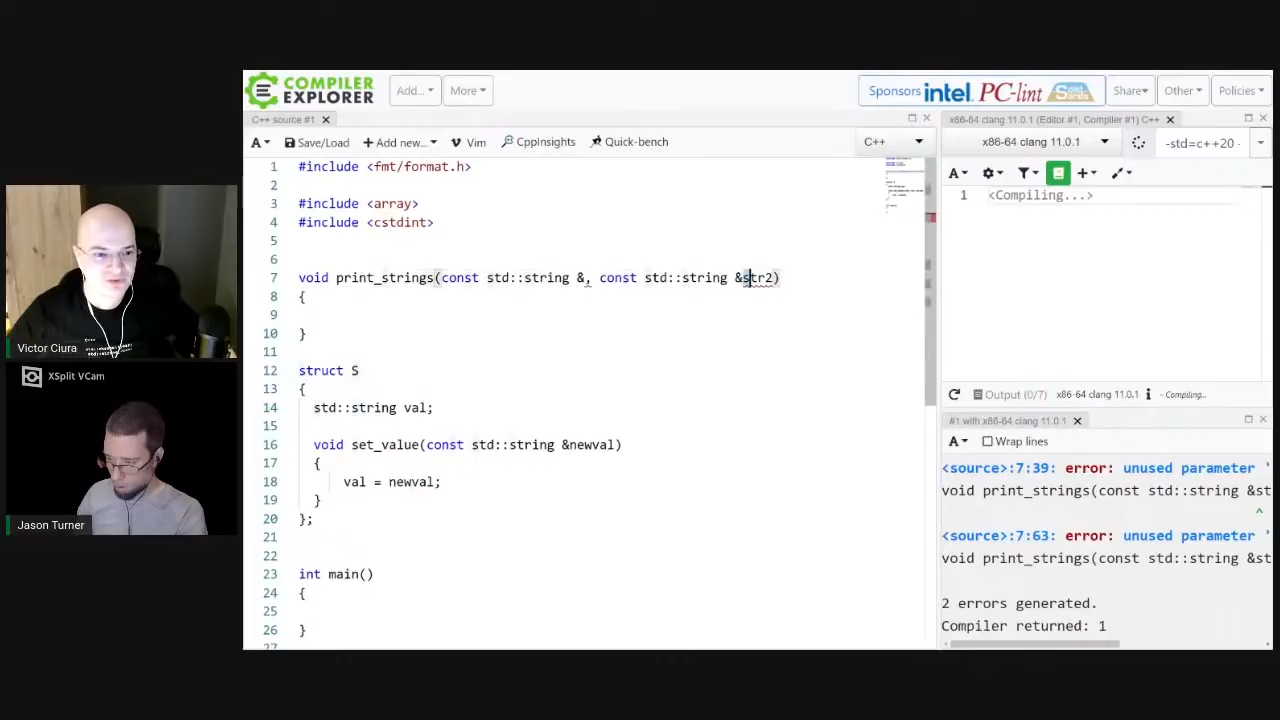 COMPILER
EXPLORER
Add...
More
Sponsors intel PC-lint Solid Sands
Share
Other
Policies
C++ source #1
A
Save/Load
Add new...
Vim
CppInsights
Quick-bench
C++
1 #include <fmt/format.h>
2
3 #include <array>
4 #include <cstdint>
5
6
7 void print_strings(const std::string &, const std::string &str2)
8 {
9
10 }
11
12 struct S
13 {
14 std::string val;
15
16 void set_value(const std::string &newval)
17 {
18 val = newval;
19 }
20 };
21
22
23 int main()
24 {
25
26 }
27
x86-64 clang 11.0.1 (Editor #1, Compiler #1) C++
x86-64 clang 11.0.1
-std=c++20 -
A
1 <Compiling...>
Output (0/7) x86-64 clang 11.0.1 i - Compiling...
#1 with x86-64 clang 11.0.1
A Wrap lines
<source>:7:39: error: unused parameter '
void print_strings(const std::string &st
^
<source>:7:63: error: unused parameter '
void print_strings(const std::string &st
2 errors generated.
Compiler returned: 1
Victor Ciura
XSplit VCam
Jason Turner